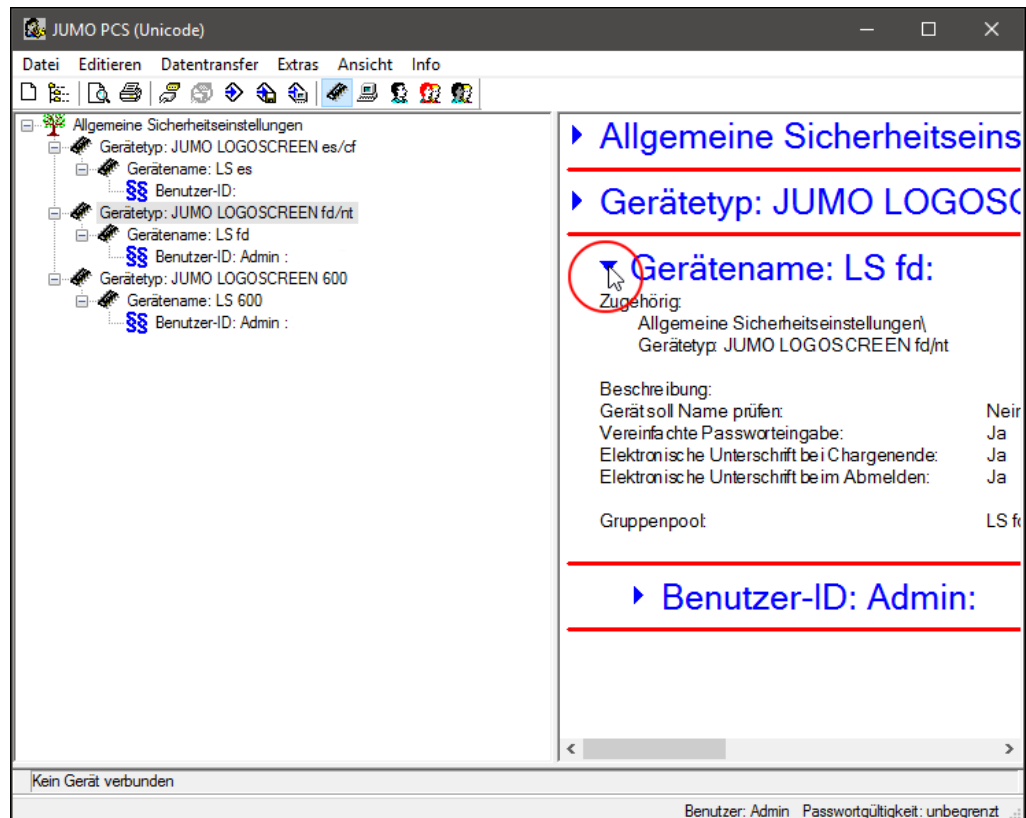 JUMO PCS (Unicode)
Datei Editieren Datentransfer Extras Ansicht Info
Allgemeine Sicherheitseinstellungen
Gerätetyp: JUMO LOGOSCREEN es/cf
Gerätename: LS es
§§ Benutzer-ID:
Gerätetyp: JUMO LOGOSCREEN fd/nt
Gerätename: LS fd
§§ Benutzer-ID: Admin :
Gerätetyp: JUMO LOGOSCREEN 600
Gerätename: LS 600
§§ Benutzer-ID: Admin :
Allgemeine Sicherheitseins
Gerätetyp: JUMO LOGOSC
Gerätename: LS fd:
Zugehörig:
Allgemeine Sicherheitseinstellungen\
Gerätetyp: JUMO LOGOSCREEN fd/nt
Beschreibung:
Gerät soll Name prüfen: Nein
Vereinfachte Passworteingabe: Ja
Elektronische Unterschrift bei Chargenende: Ja
Elektronische Unterschrift beim Abmelden: Ja
Gruppenpool: LS f
Benutzer-ID: Admin:
Kein Gerät verbunden
Benutzer: Admin Passwortgültigkeit: unbegrenzt